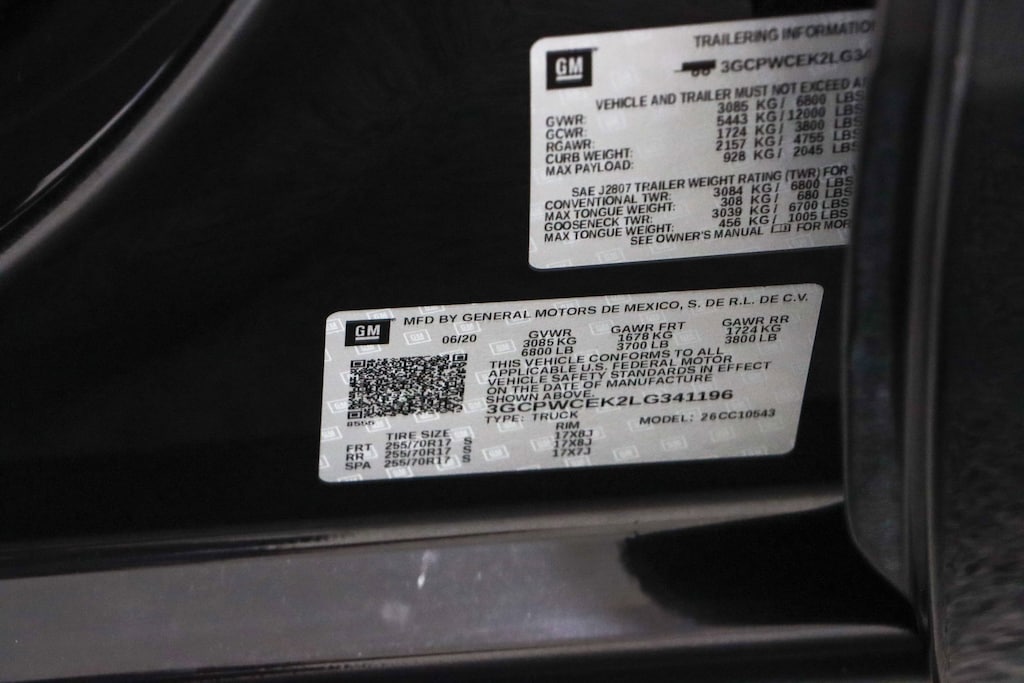 GM
TRAILERING INFORMATIO
3GCPWCEK2LG34
VEHICLE AND TRAILER MUST NOT EXCEED A
GVWR: 3085 KG/ 6800 LBS
GCWR: 5443 KG/12000 LBS
RGAWR: 1724 KG/ 3800 LBS
CURB WEIGHT: 2157 KG/ 4755 LBS
MAX PAYLOAD: 928 KG/ 2045 LBS
SAE J2807 TRAILER WEIGHT RATING (TWR) FOR
CONVENTIONAL TWR: 3084 KG/ 6800 LBS
MAX TONGUE WEIGHT: 308 KG/ 680 LBS
GOOSENECK TWR: 3039 KG/ 6700 LBS
MAX TONGUE WEIGHT: 456 KG/ 1005 LBS
SEE OWNER'S MANUAL FOR MOR
GM
MFD BY GENERAL MOTORS DE MEXICO, S. DE R.L. DE C.V.
06/20 GVWR GAWR FRT GAWR RR
3085 KG 1678 KG 1724 KG
6800 LB 3700 LB 3800 LB
THIS VEHICLE CONFORMS TO ALL
APPLICABLE U.S. FEDERAL MOTOR
VEHICLE SAFETY STANDARDS IN EFFECT
ON THE DATE OF MANUFACTURE
SHOWN ABOVE.
3GCPWCEK2LG341196
TYPE: TRUCK MODEL: 26CC10543
TIRE SIZE RIM
FRT 255/70R17 S 17X8J
RR 255/70R17 S 17X8J
SPA 255/70R17 S 17X7J